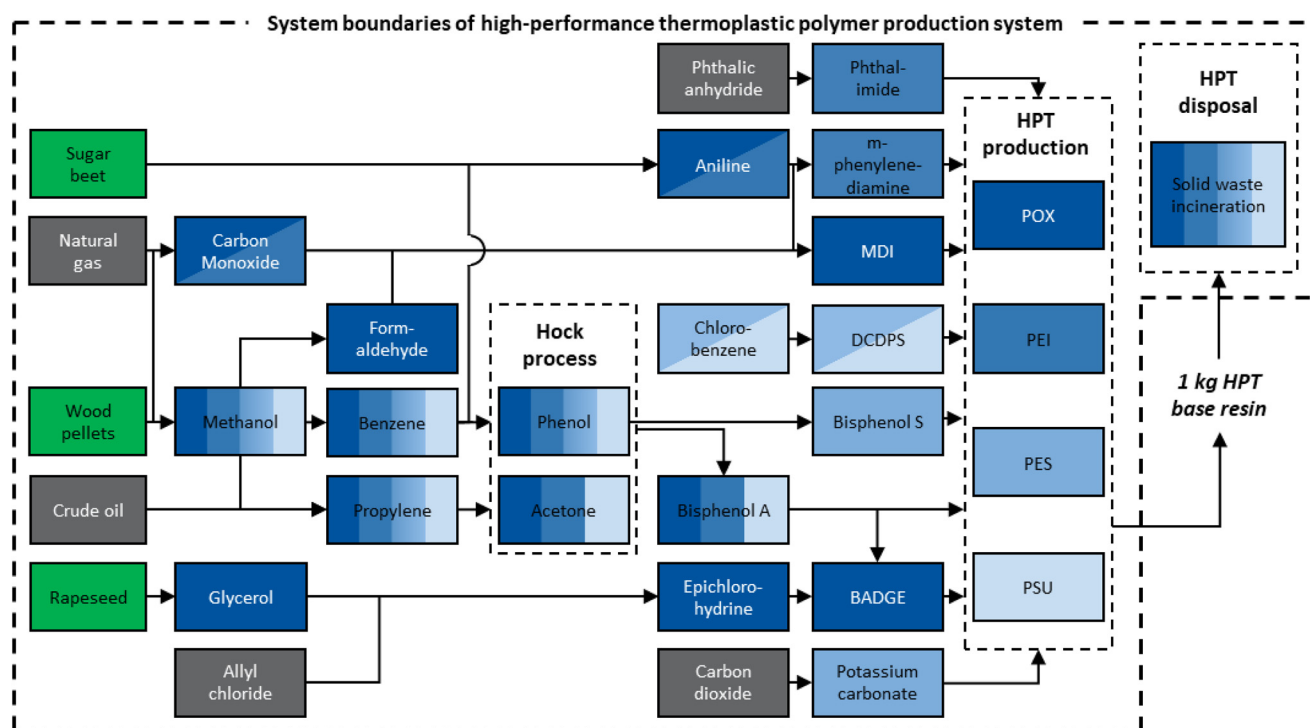 System boundaries of high-performance thermoplastic polymer production system
Phthalic
anhydride
Phthal-
imide
HPT
disposal
HPT
production
Sugar
beet
Aniline
m-
phenylene-
diamine
Solid waste
incineration
POX
Natural
gas
Carbon
Monoxide
MDI
Form-
aldehyde
Hock
process
Chloro-
benzene
DCDPS
PEI
1 kg HPT
base resin
Wood
pellets
Methanol
Benzene
Phenol
Bisphenol S
PES
Crude oil
Propylene
Acetone
Bisphenol A
Rapeseed
Glycerol
Epichloro-
hydrine
BADGE
PSU
Allyl
chloride
Carbon
dioxide
Potassium
carbonate